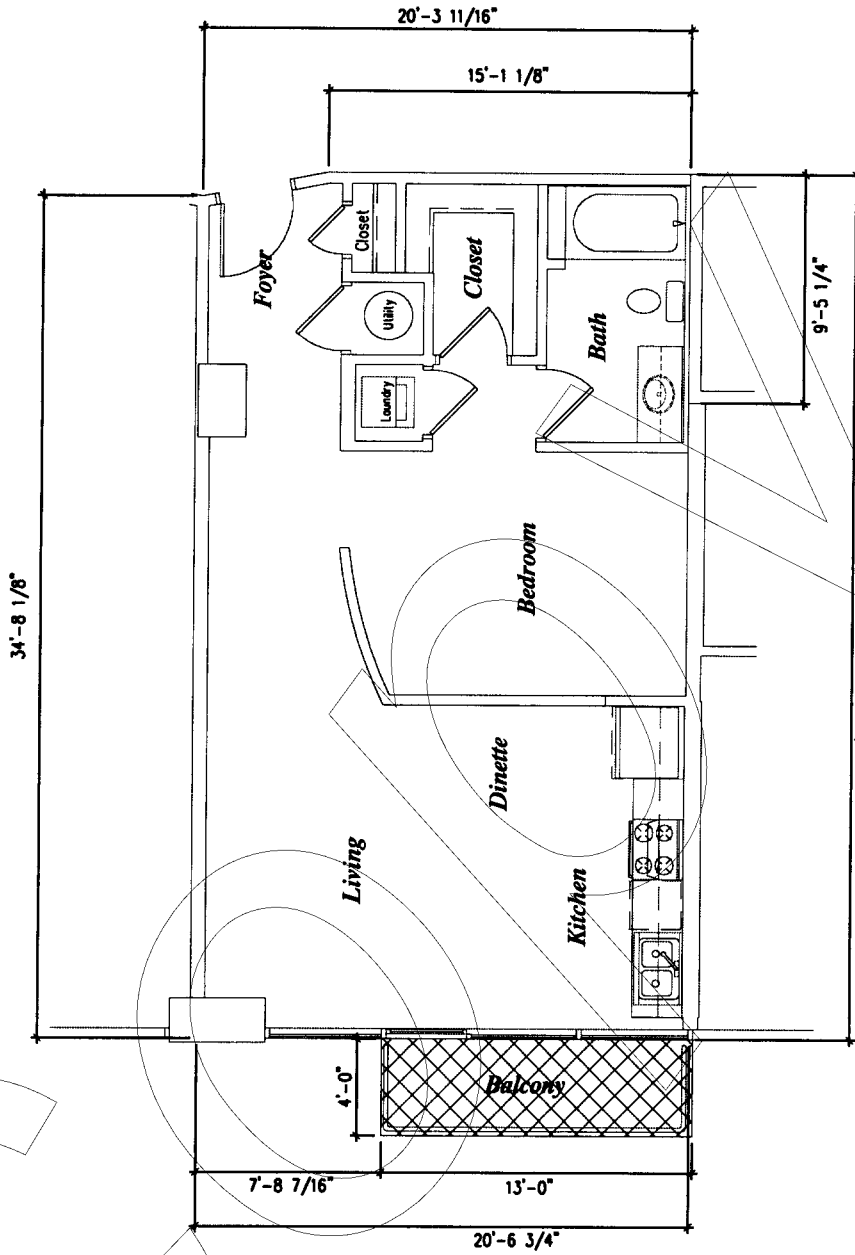 20'-3 11/16"
15'-1 1/8"
34'-8 1/8"
9'-5 1/4"
Foyer
Closet
Closet
Utility
Laundry
Bath
Bedroom
Dinette
Living
Kitchen
Balcony
4'-0"
7'-8 7/16"
13'-0"
20'-6 3/4"